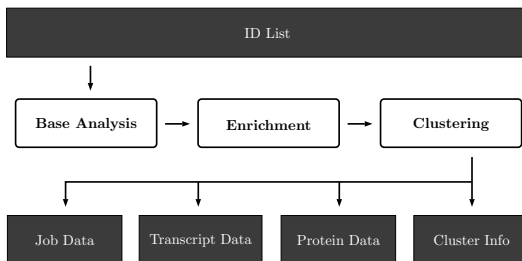 ID List
Base Analysis
Enrichment
Clustering
Job Data
Transcript Data
Protein Data
Cluster Info